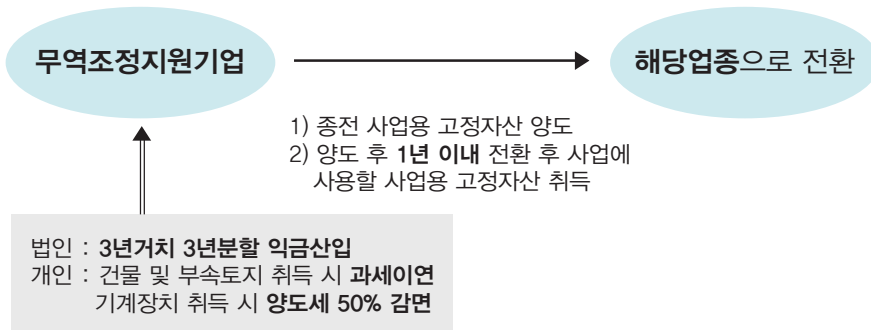 무역조정지원기업
해당업종으로 전환
1) 종전 사업용 고정자산 양도
2) 양도 후 1년 이내 전환 후 사업에
사용할 사업용 고정자산 취득
법인 : 3년거치 3년분할 익금산입
개인 : 건물 및 부속토지 취득 시 과세이연
기계장치 취득 시 양도세 50% 감면